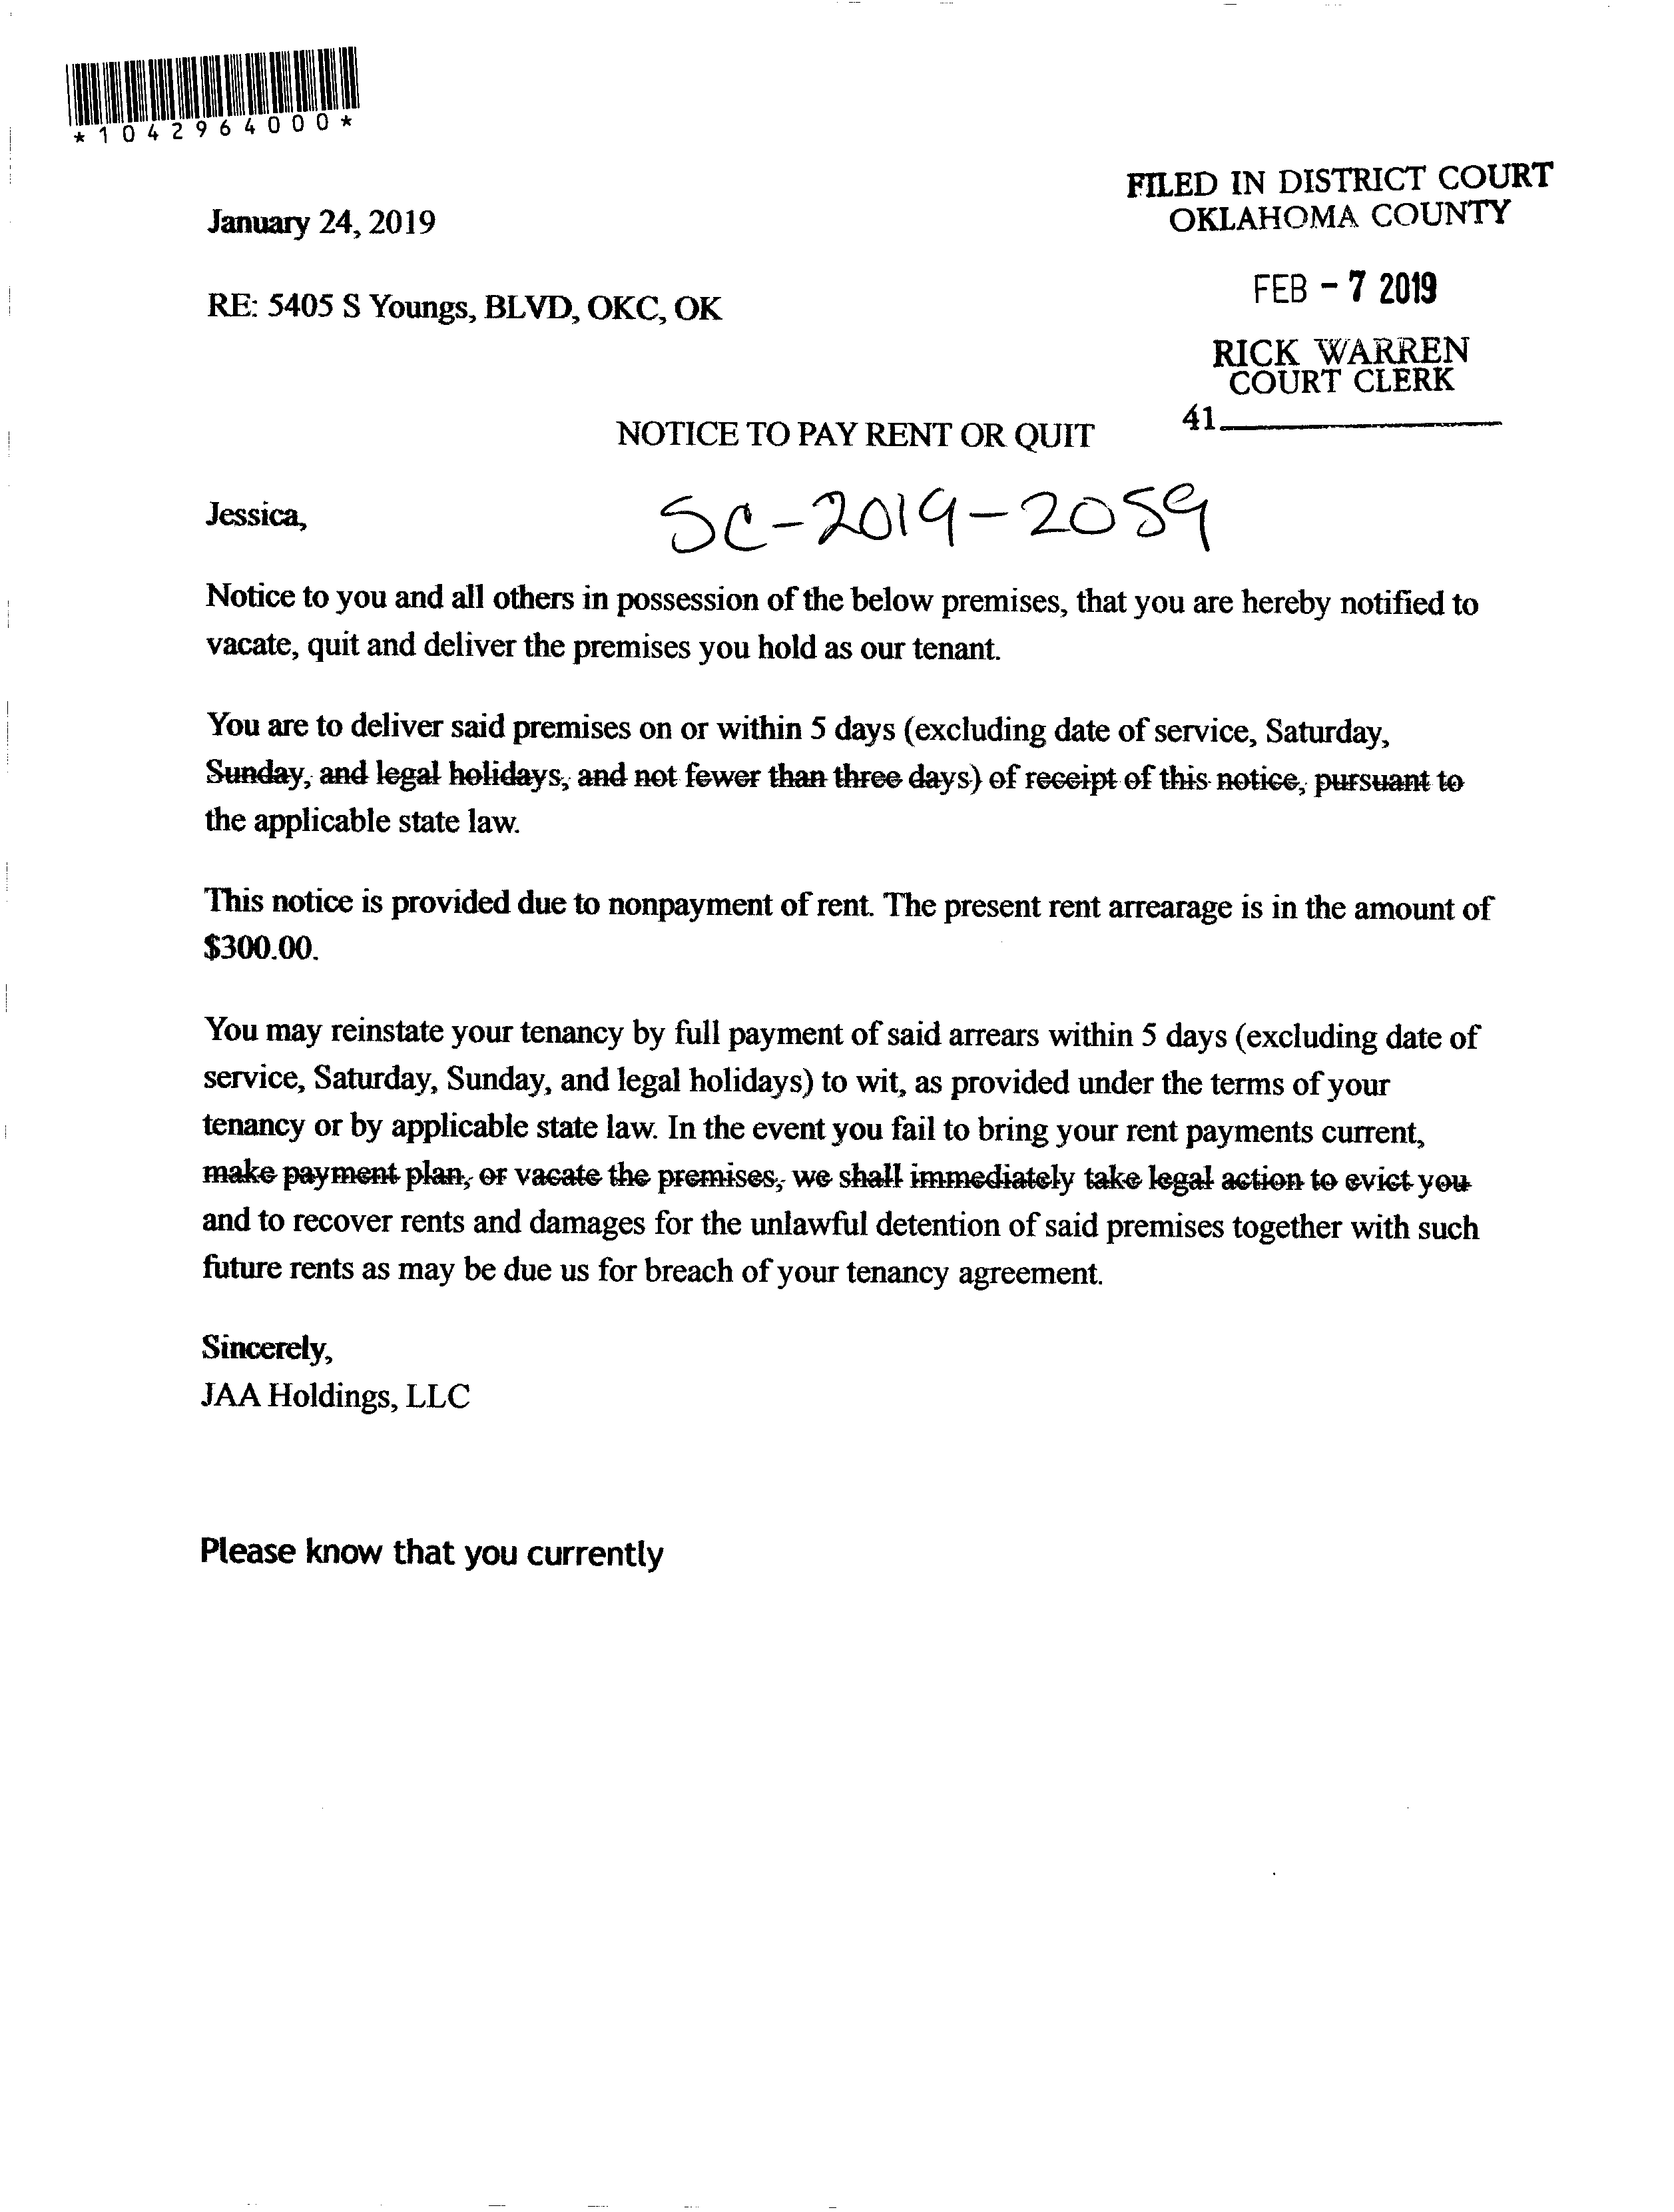 *1042964000*
FILED IN DISTRICT COURT
OKLAHOMA COUNTY
January 24, 2019
FEB - 7 2019
RE: 5405 S Youngs, BLVD, OKC, OK
RICK WARREN
COURT CLERK
41
NOTICE TO PAY RENT OR QUIT
Jessica,
SC-2019-2059
Notice to you and all others in possession of the below premises, that you are hereby notified to
vacate, quit and deliver the premises you hold as our tenant.
You are to deliver said premises on or within 5 days (excluding date of service, Saturday,
Sunday, and legal holidays, and not fewer than three days) of receipt of this notice, pursuant to
the applicable state law.
This notice is provided due to nonpayment of rent. The present rent arrearage is in the amount of
$300.00.
You may reinstate your tenancy by full payment of said arrears within 5 days (excluding date of
service, Saturday, Sunday, and legal holidays) to wit, as provided under the terms of your
tenancy or by applicable state law. In the event you fail to bring your rent payments current,
make payment plan, or vacate the premises, we shall immediately take legal action to evict you
and to recover rents and damages for the unlawful detention of said premises together with such
future rents as may be due us for breach of your tenancy agreement.
Sincerely,
JAA Holdings, LLC
Please know that you currently